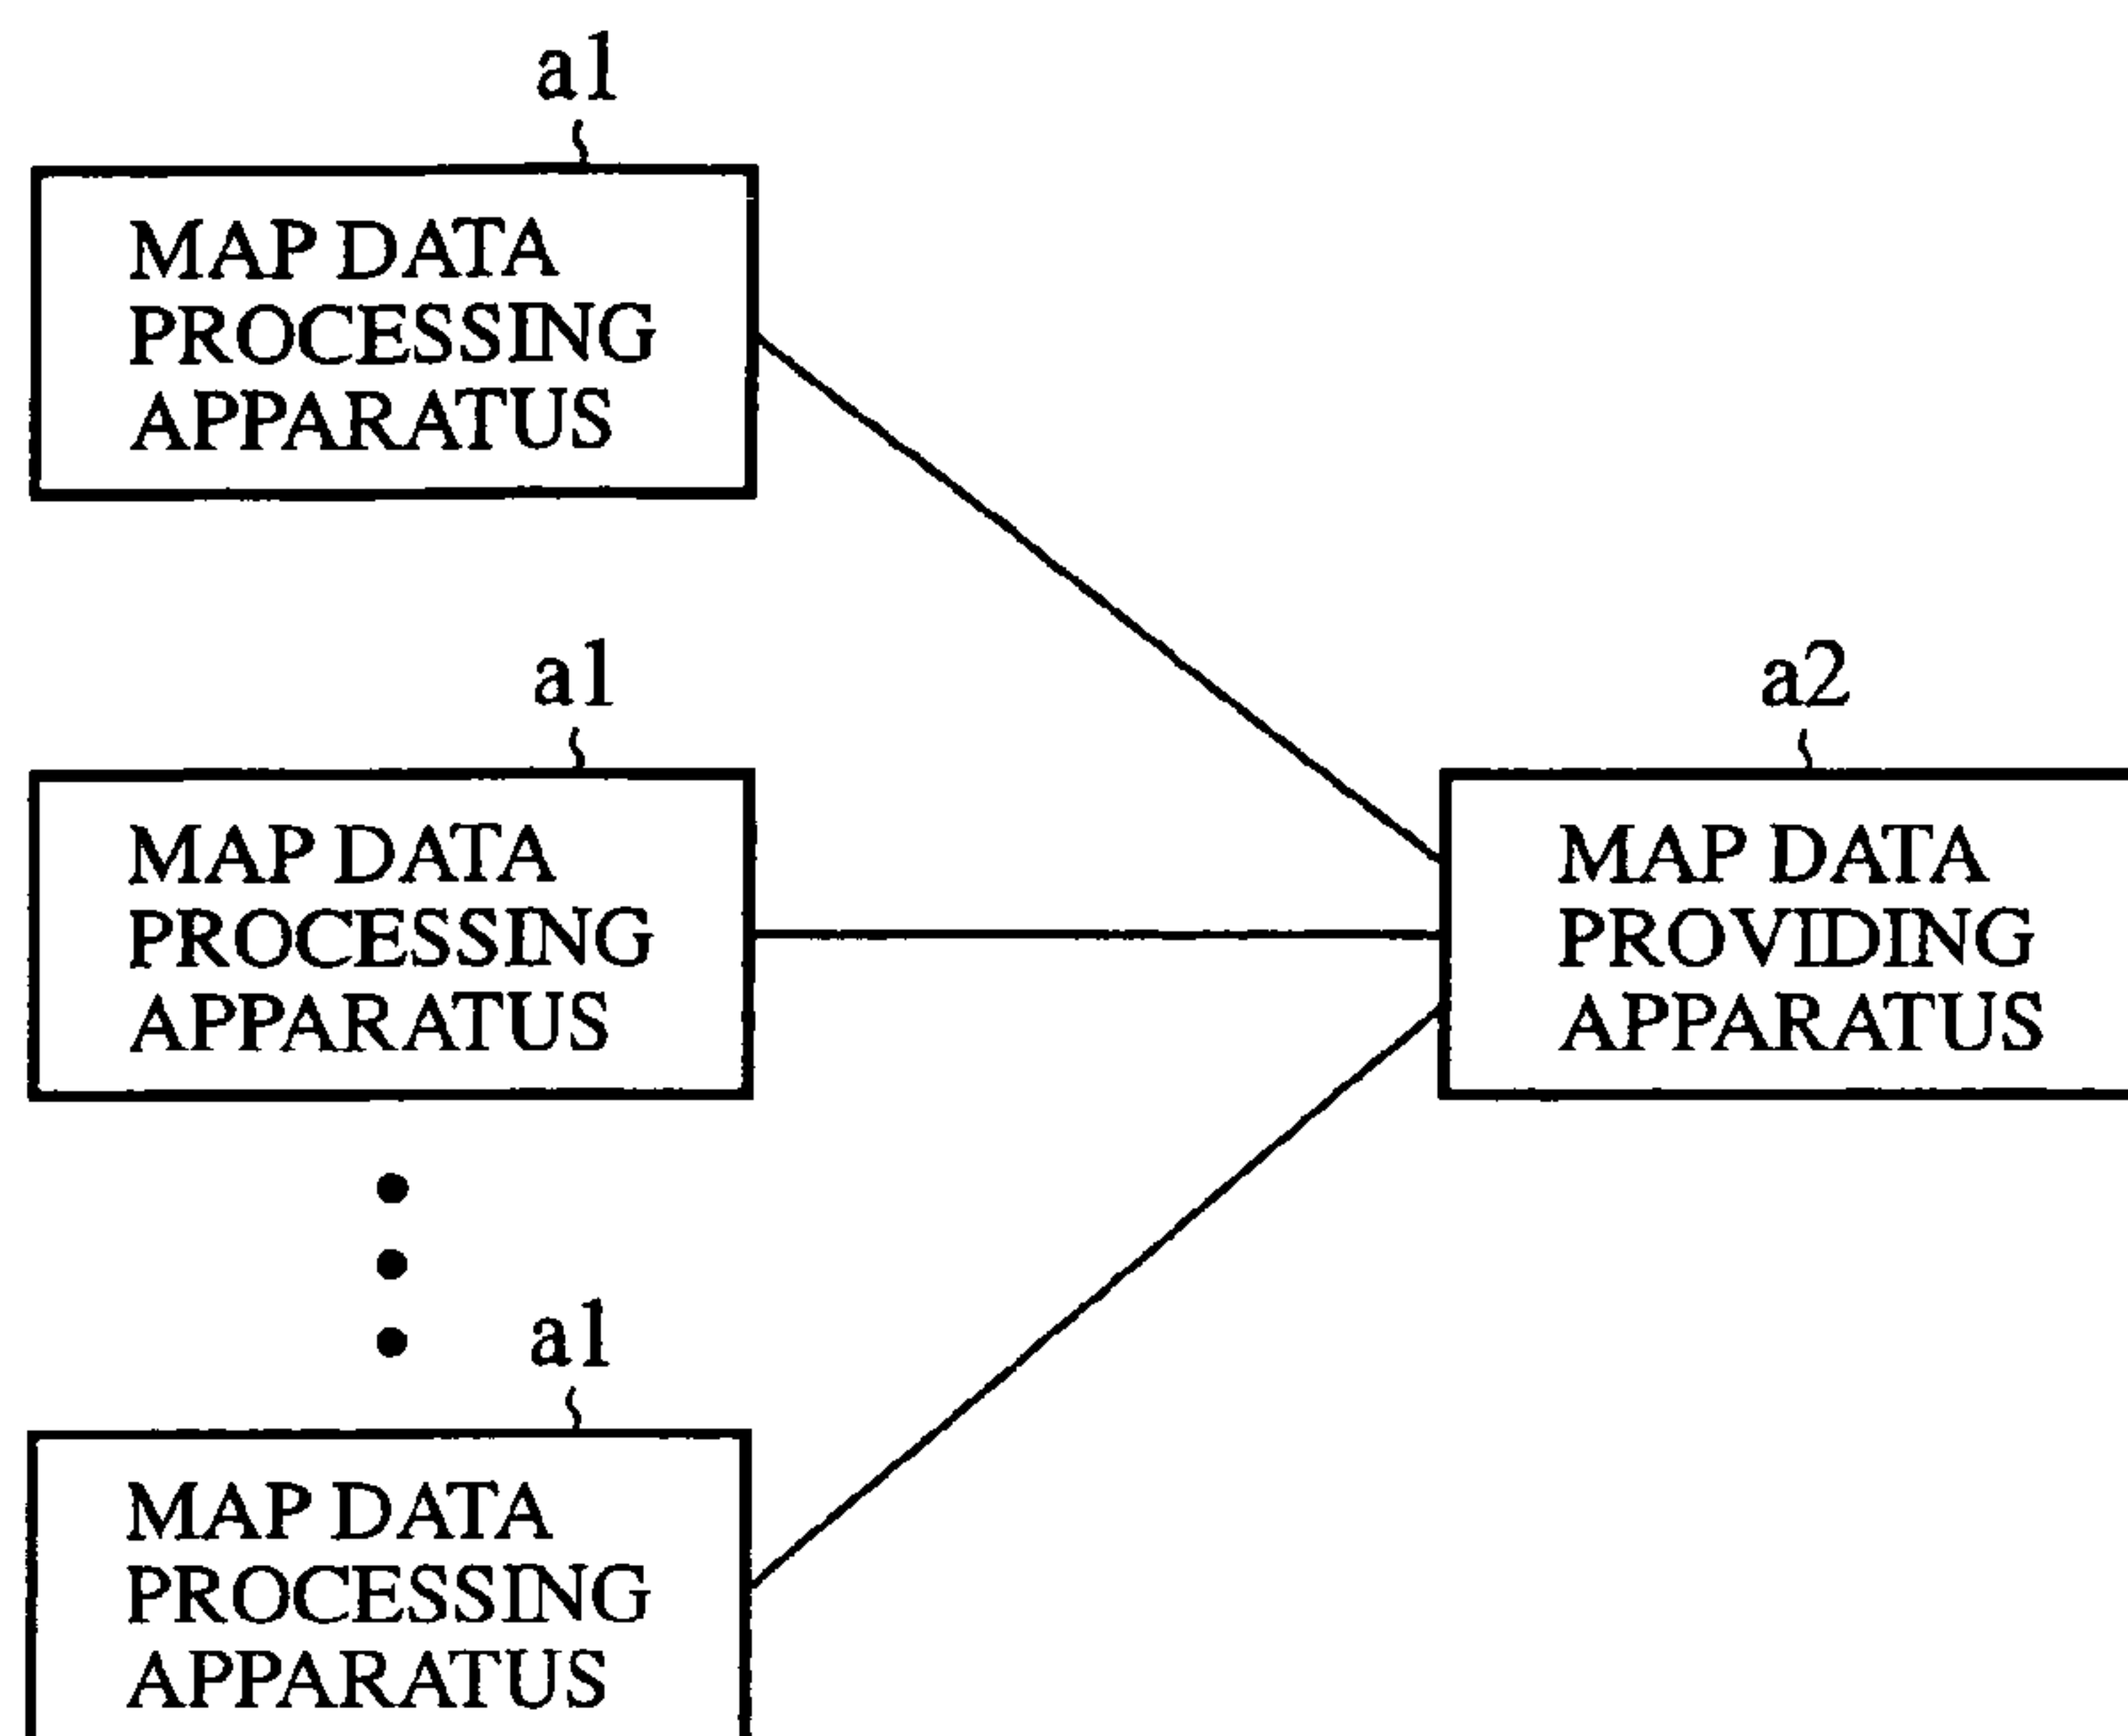 a1
MAP DATA
PROCESSING
APPARATUS
a1
MAP DATA
PROCESSING
APPARATUS
a2
MAP DATA
PROVIDING
APPARATUS
a1
MAP DATA
PROCESSING
APPARATUS